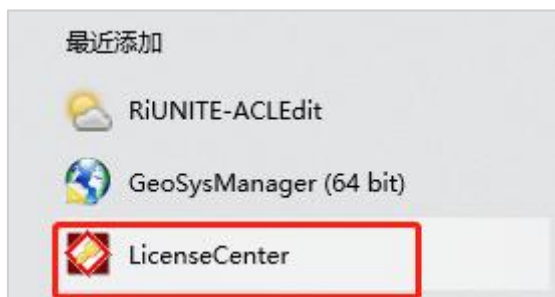 最近添加
RiUNITE-ACLEdit
GeoSysManager (64 bit)
LicenseCenter